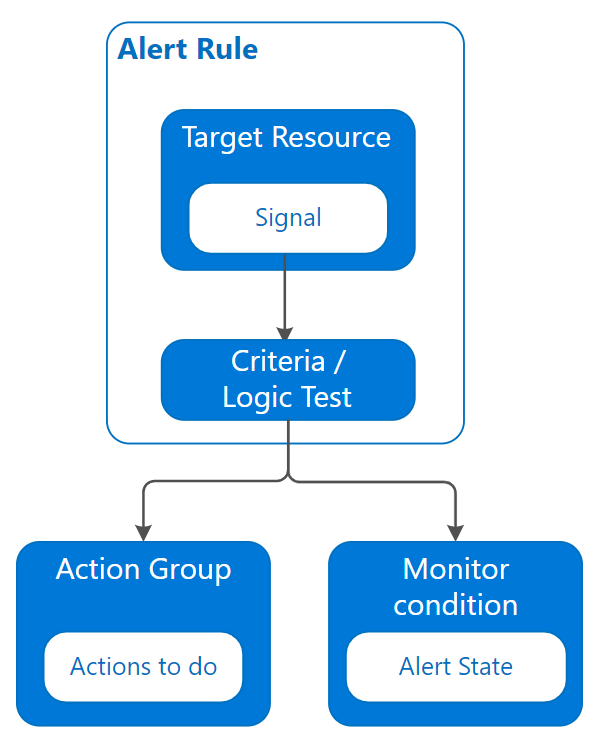 Alert Rule
Target Resource
Signal
Criteria /
Logic Test
Action Group
Actions to do
Monitor
condition
Alert State